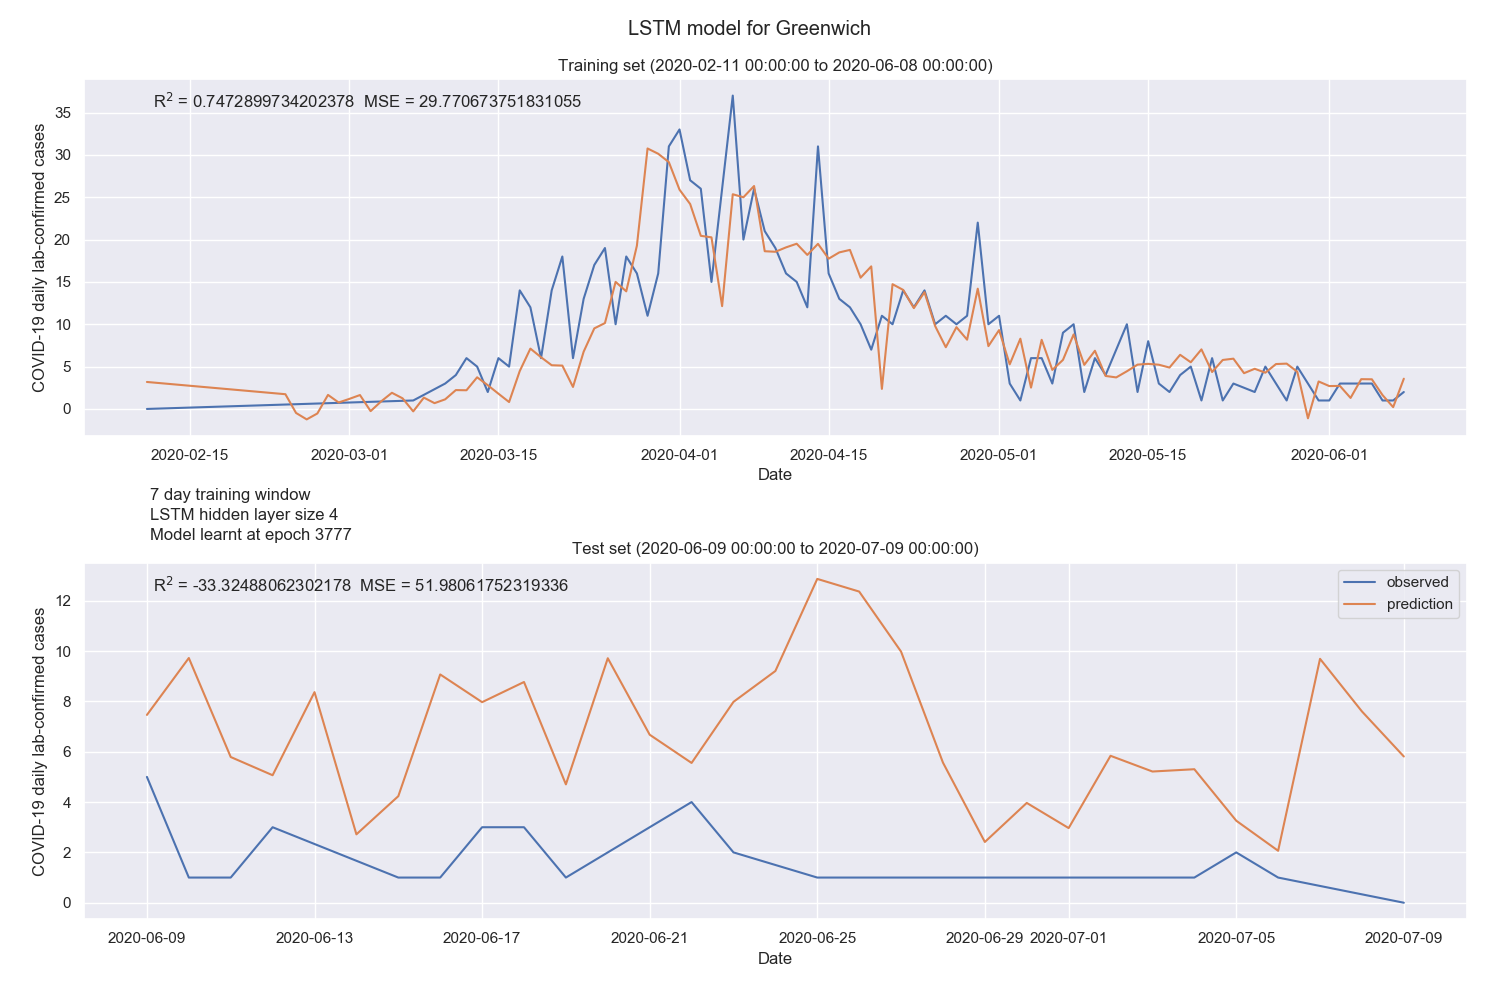 LSTM model for Greenwich
Training set (2020-02-11 00:00:00 to 2020-06-08 00:00:00)
R² = 0.7472899734202378 MSE = 29.770673751831055
COVID-19 daily lab-confirmed cases
35
30
25
20
15
10
5
0
2020-02-15 2020-03-01 2020-03-15 2020-04-01 2020-04-15 2020-05-01 2020-05-15 2020-06-01
Date
7 day training window
LSTM hidden layer size 4
Model learnt at epoch 3777
Test set (2020-06-09 00:00:00 to 2020-07-09 00:00:00)
R² = -33.32488062302178 MSE = 51.98061752319336
observed
prediction
COVID-19 daily lab-confirmed cases
12
10
8
6
4
2
0
2020-06-09 2020-06-13 2020-06-17 2020-06-21 2020-06-25 2020-06-29 2020-07-01 2020-07-05 2020-07-09
Date